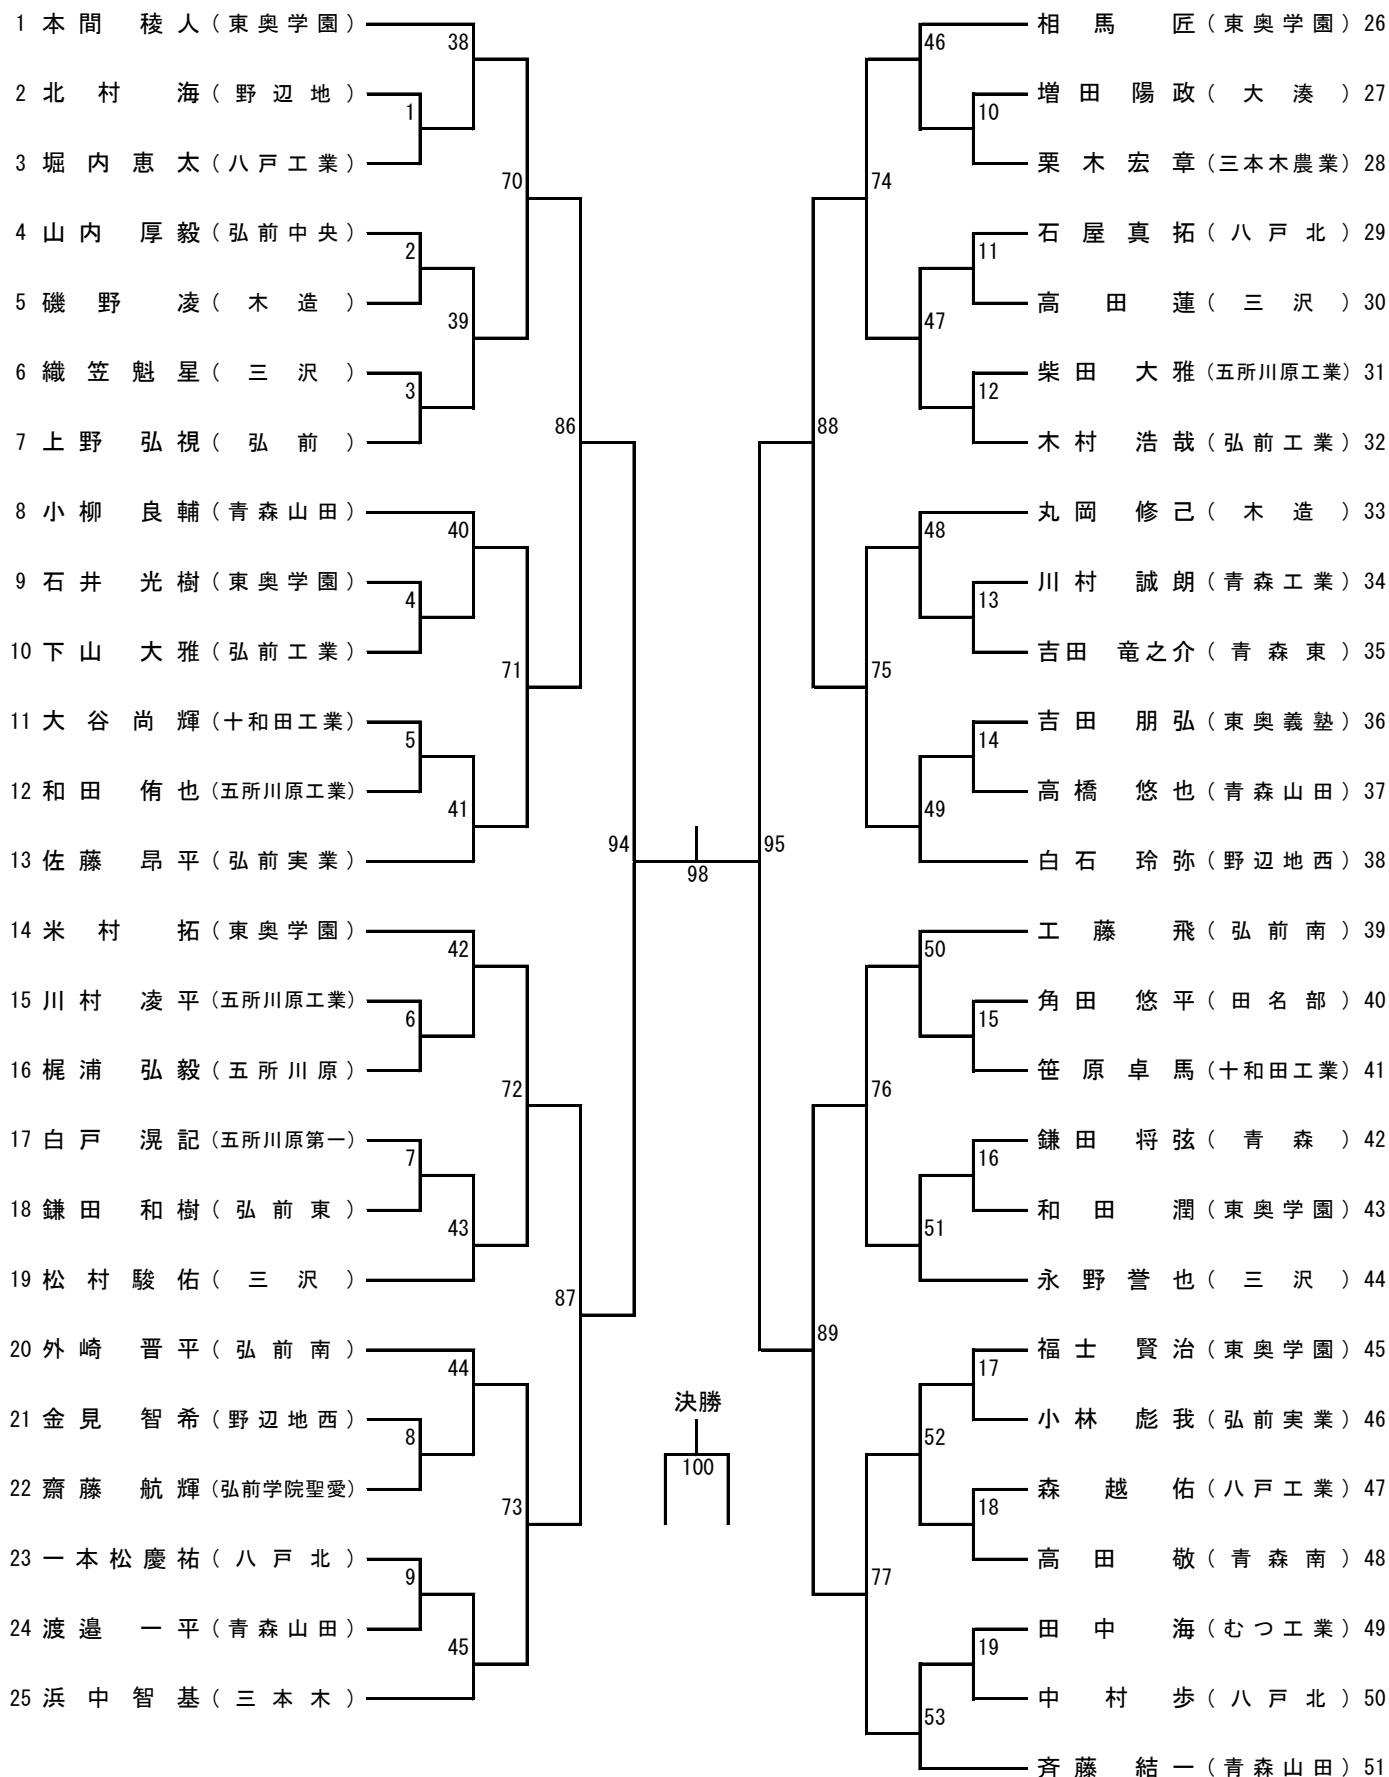 1 本間 稜人 (東奥学園)
38
2 北村 海 (野辺地)
1
3 堀内恵太 (八戸工業)
70
4 山内 厚毅 (弘前中央)
2
5 磯野 凌 (木造)
39
6 織笠魁星 (三沢)
3
7 上野 弘視 (弘前)
86
8 小柳 良輔 (青森山田)
40
9 石井 光樹 (東奥学園)
4
10 下山 大雅 (弘前工業)
71
11 大谷尚輝 (十和田工業)
5
12 和田 侑也 (五所川原工業)
41
13 佐藤 昂平 (弘前実業)
94
14 米村 拓 (東奥学園)
42
15 川村 凌平 (五所川原工業)
6
16 梶浦 弘毅 (五所川原)
72
17 白戸 滉記 (五所川原第一)
7
18 鎌田 和樹 (弘前東)
43
19 松村駿佑 (三沢)
87
20 外崎 晋平 (弘前南)
44
21 金見 智希 (野辺地西)
8
22 齋藤 航輝 (弘前学院聖愛)
73
23 一本松慶祐 (八戸北)
9
24 渡邉 一平 (青森山田)
45
25 浜中智基 (三本木)
98
決勝
100
相馬 匠 (東奥学園) 26
46
増田陽政 (大湊) 27
10
栗木宏章 (三本木農業) 28
74
石屋真拓 (八戸北) 29
11
高田 蓮 (三沢) 30
47
柴田 大雅 (五所川原工業) 31
12
木村 浩哉 (弘前工業) 32
88
丸岡 修己 (木造) 33
48
川村 誠朗 (青森工業) 34
13
吉田 竜之介 (青森東) 35
75
吉田 朋弘 (東奥義塾) 36
14
高橋 悠也 (青森山田) 37
49
白石 玲弥 (野辺地西) 38
95
工藤 飛 (弘前南) 39
50
角田 悠平 (田名部) 40
15
笹原卓馬 (十和田工業) 41
76
鎌田 将弦 (青森) 42
16
和田 潤 (東奥学園) 43
51
永野誉也 (三沢) 44
89
福士 賢治 (東奥学園) 45
17
小林 彪我 (弘前実業) 46
52
森越 佑 (八戸工業) 47
18
高田 敬 (青森南) 48
77
田中 海 (むつ工業) 49
19
中村 歩 (八戸北) 50
53
斉藤 結一 (青森山田) 51